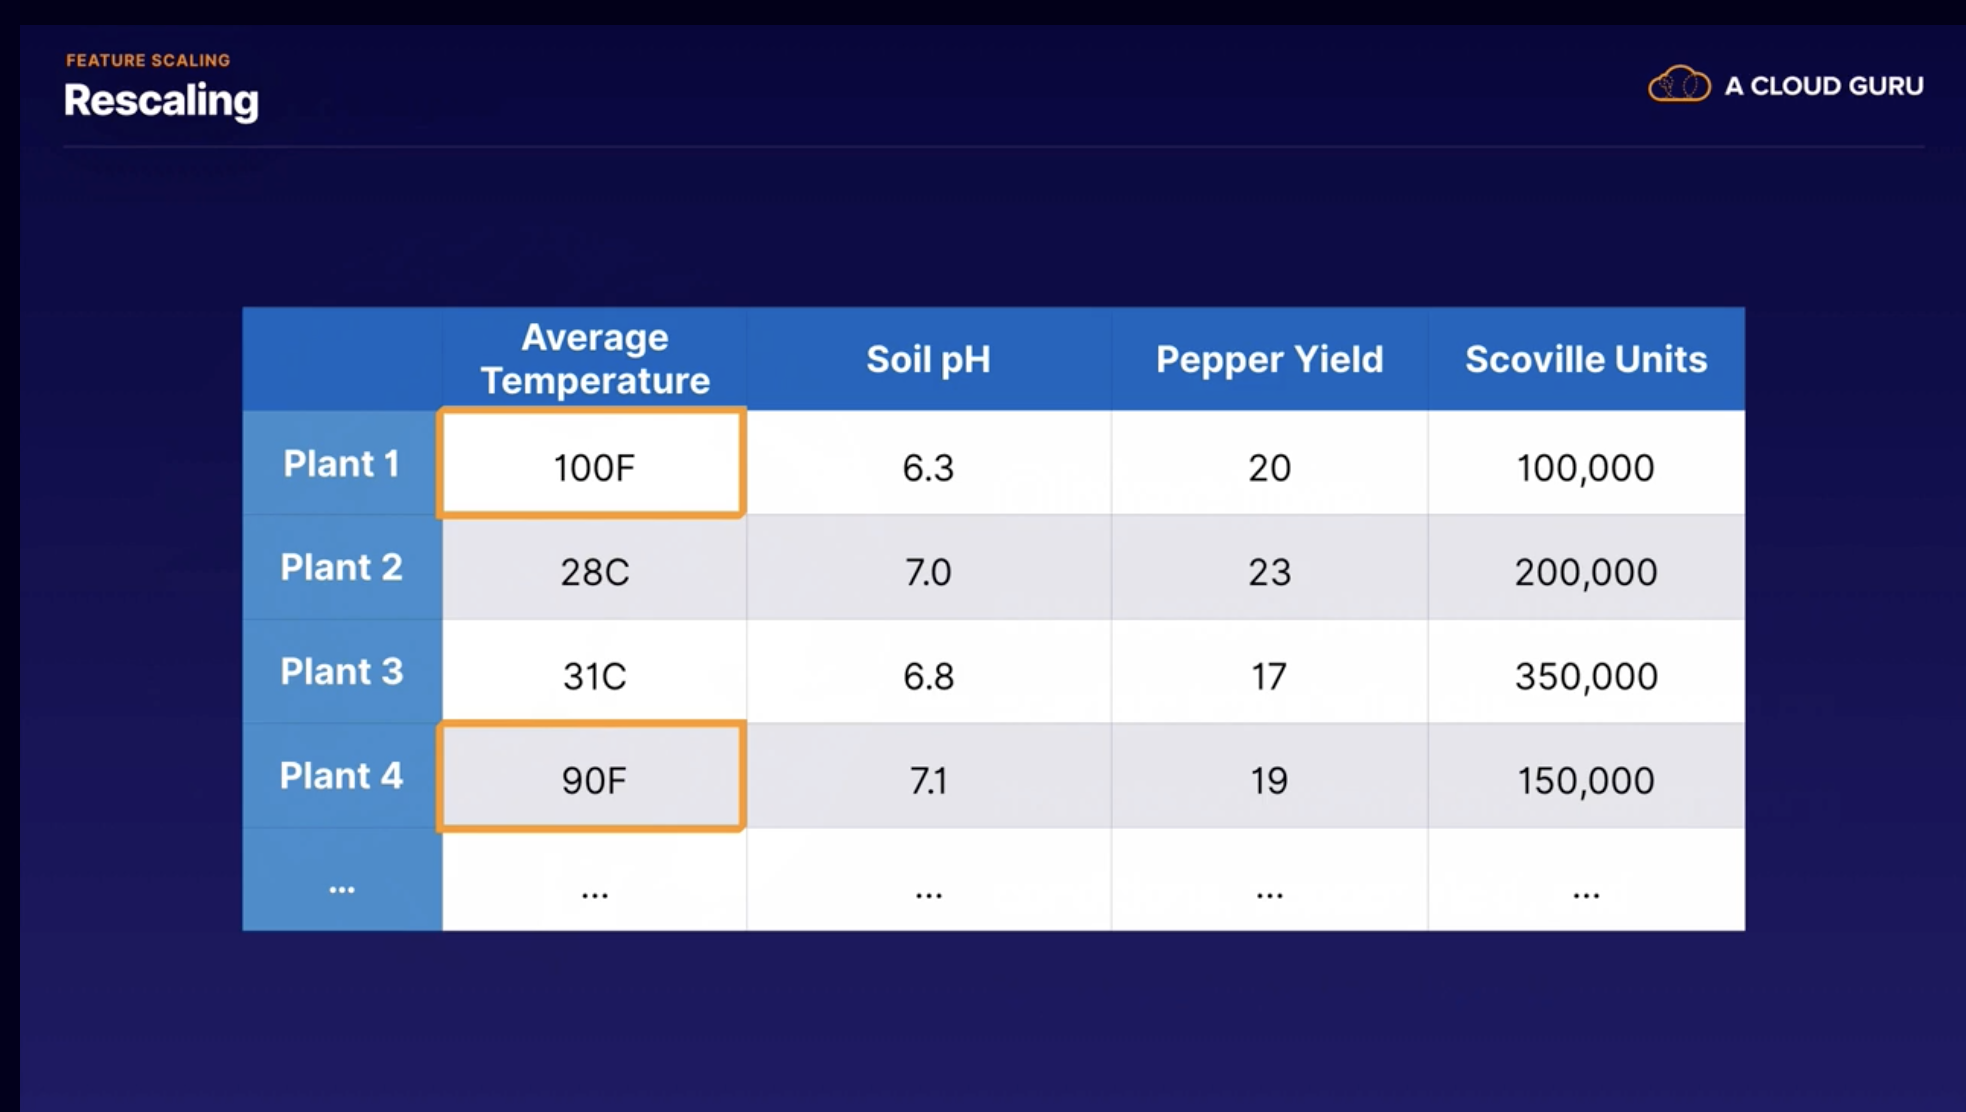 FEATURE SCALING
Rescaling
A CLOUD GURU
Average Temperature Soil pH Pepper Yield Scoville Units
Plant 1 100F 6.3 20 100,000
Plant 2 28C 7.0 23 200,000
Plant 3 31C 6.8 17 350,000
Plant 4 90F 7.1 19 150,000
... ... ... ... ...